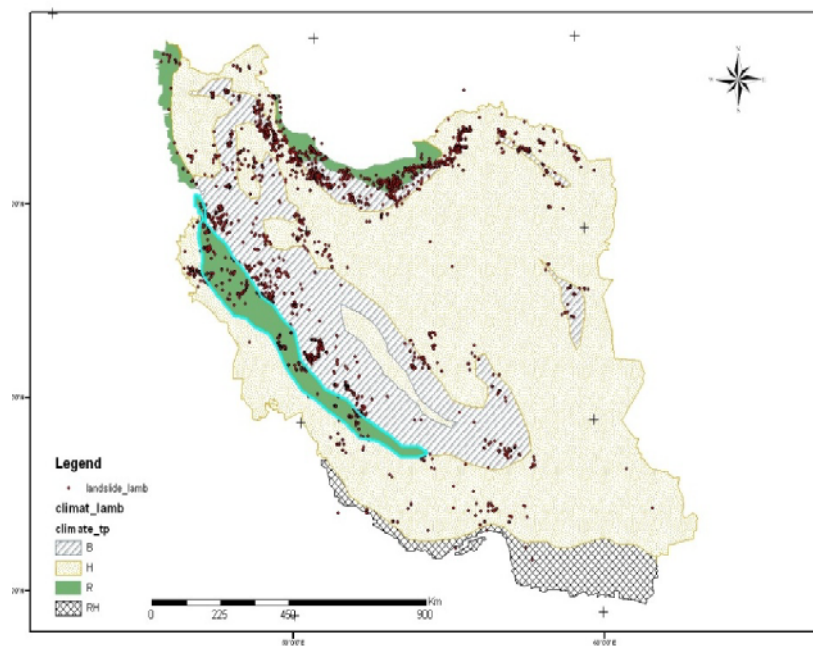 Legend
landslide_lamb
climat_lamb
climate_tp
B
H
R
RH
0 225 450 900
Km